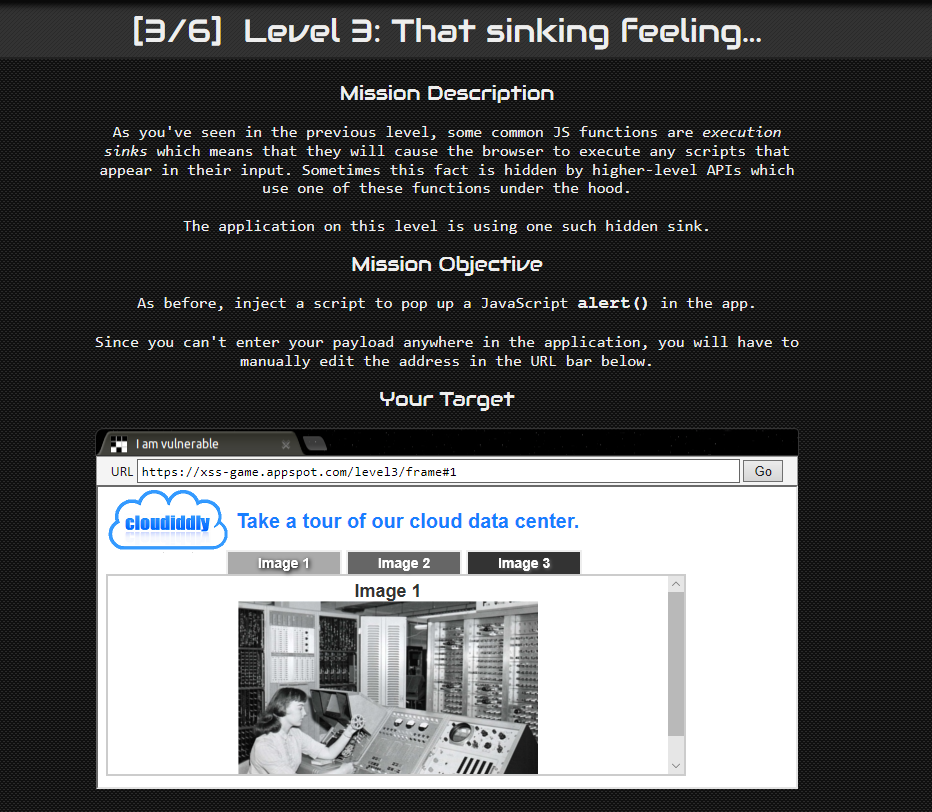 [3/6] Level 3: That sinking feeling...
Mission Description
As you've seen in the previous level, some common JS functions are execution
sinks which means that they will cause the browser to execute any scripts that
appear in their input. Sometimes this fact is hidden by higher-level APIs which
use one of these functions under the hood.
The application on this level is using one such hidden sink.
Mission Objective
As before, inject a script to pop up a JavaScript alert() in the app.
Since you can't enter your payload anywhere in the application, you will have to
manually edit the address in the URL bar below.
Your Target
I am vulnerable
URL https://xss-game.appspot.com/level3/frame#1 Go
cloudiddly
Take a tour of our cloud data center.
Image 1 Image 2 Image 3
Image 1